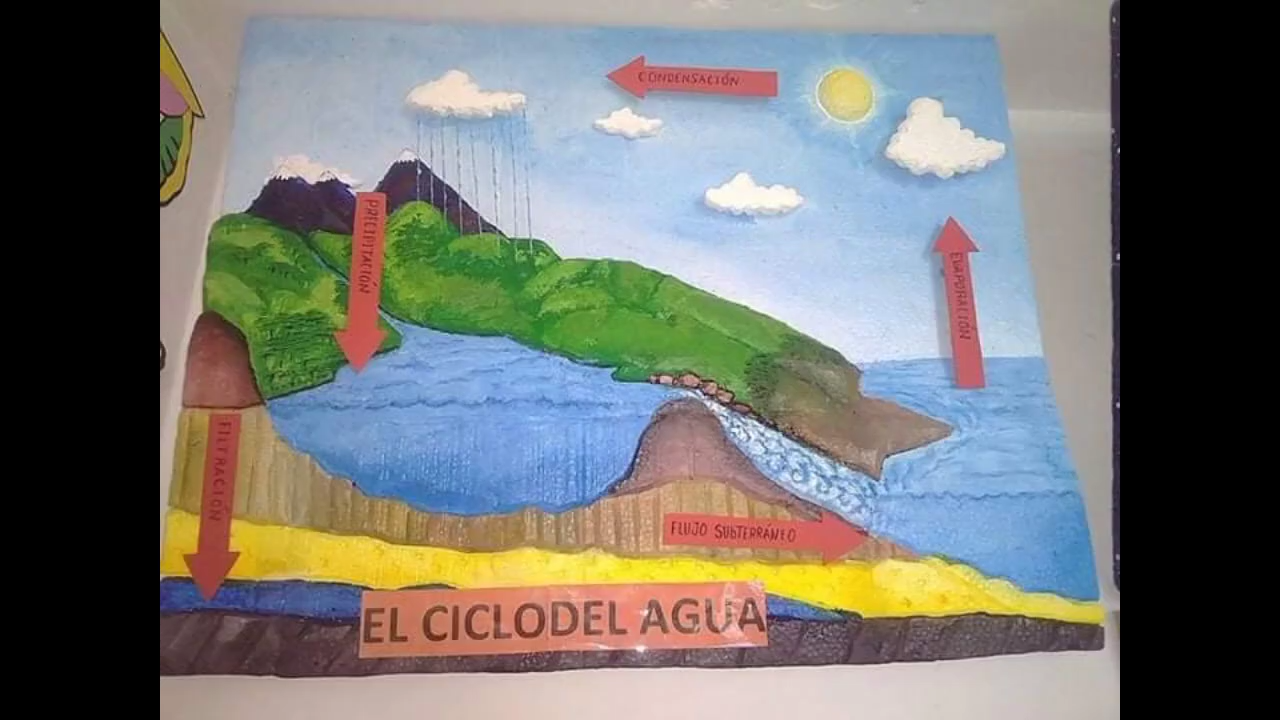 CONDENSACIÓN
PRECIPITACIÓN
EVAPORACIÓN
FILTRACIÓN
FLUJO SUBTERRÁNEO
EL CICLODEL AGUA